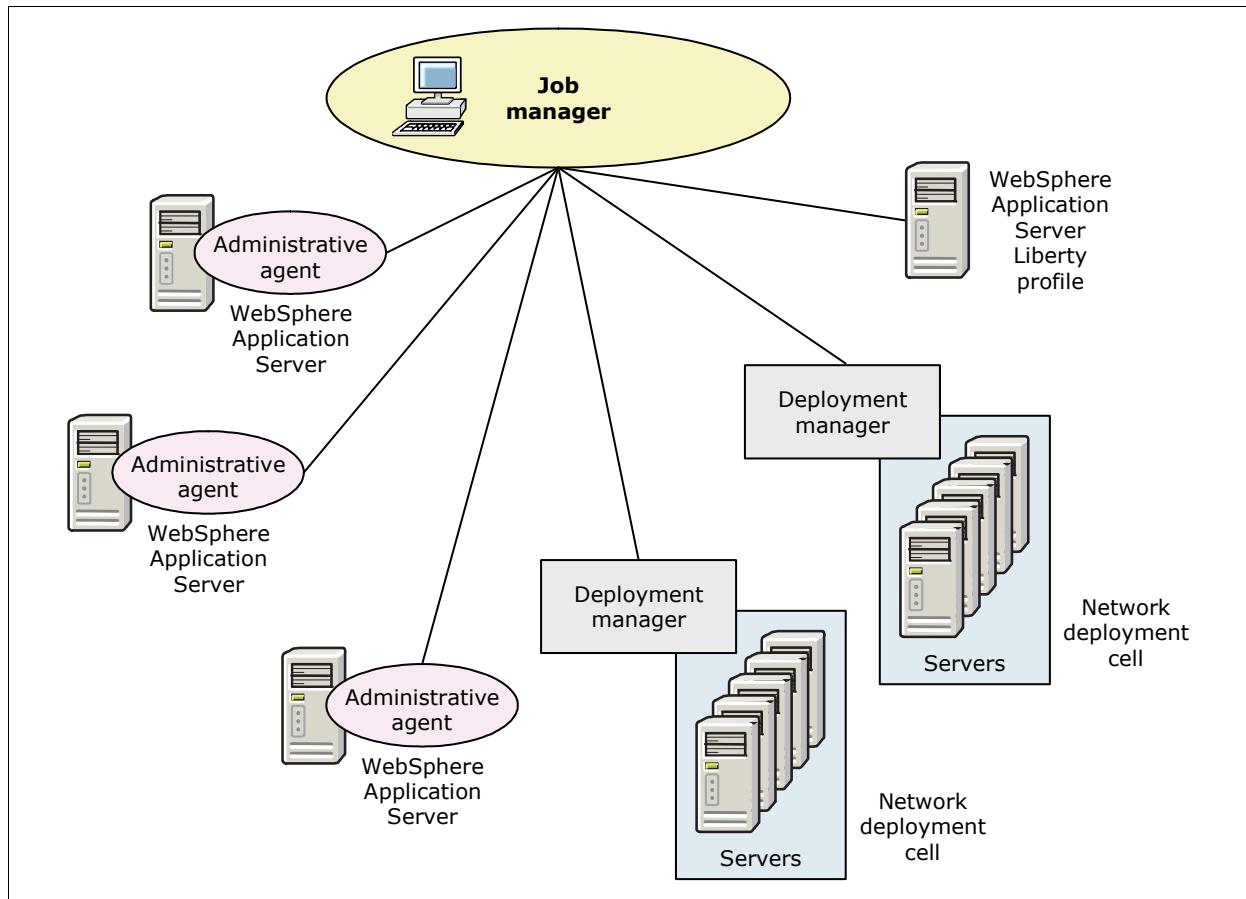 Job
manager
WebSphere
Application
Server
Liberty
profile
Administrative
agent
WebSphere
Application
Server
Deployment
manager
Administrative
agent
WebSphere
Application
Server
Servers
Network
deployment
cell
Deployment
manager
Administrative
agent
WebSphere
Application
Server
Servers
Network
deployment
cell